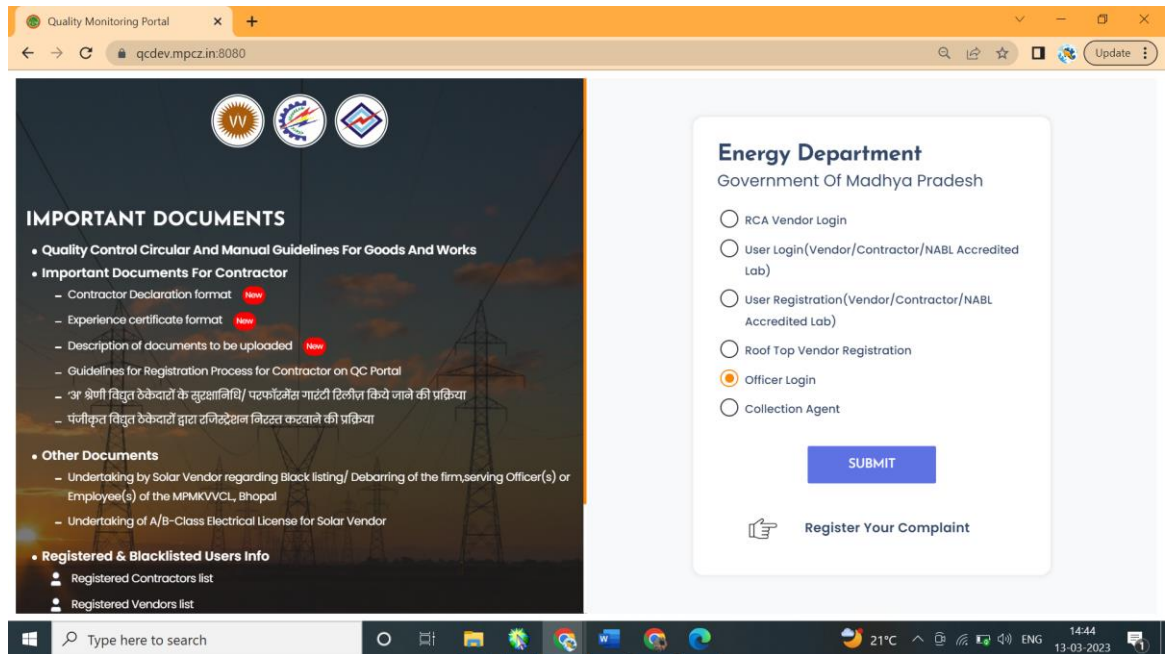 Quality Monitoring Portal
qcdev.mpcz.in:8080
Update
VV
IMPORTANT DOCUMENTS
• Quality Control Circular And Manual Guidelines For Goods And Works
• Important Documents For Contractor
– Contractor Declaration format New
– Experience certificate format New
– Description of documents to be uploaded New
– Guidelines for Registration Process for Contractor on QC Portal
– 'अ' श्रेणी विद्युत ठेकेदारों के सुरक्षानिधि/ परफॉरमेंस गारंटी रिलीज़ किये जाने की प्रक्रिया
– पंजीकृत विद्युत ठेकेदारों द्वारा रजिस्ट्रेशन निरस्त करवाने की प्रक्रिया
• Other Documents
– Undertaking by Solar Vendor regarding Black listing/ Debarring of the firm,serving Officer(s) or
Employee(s) of the MPMKVVCL, Bhopal
– Undertaking of A/B-Class Electrical License for Solar Vendor
• Registered & Blacklisted Users Info
Registered Contractors list
Registered Vendors list
Energy Department
Government Of Madhya Pradesh
RCA Vendor Login
User Login(Vendor/Contractor/NABL Accredited
Lab)
User Registration(Vendor/Contractor/NABL
Accredited Lab)
Roof Top Vendor Registration
Officer Login
Collection Agent
SUBMIT
Register Your Complaint
Type here to search
21°C
ENG
14:44
13-03-2023
1